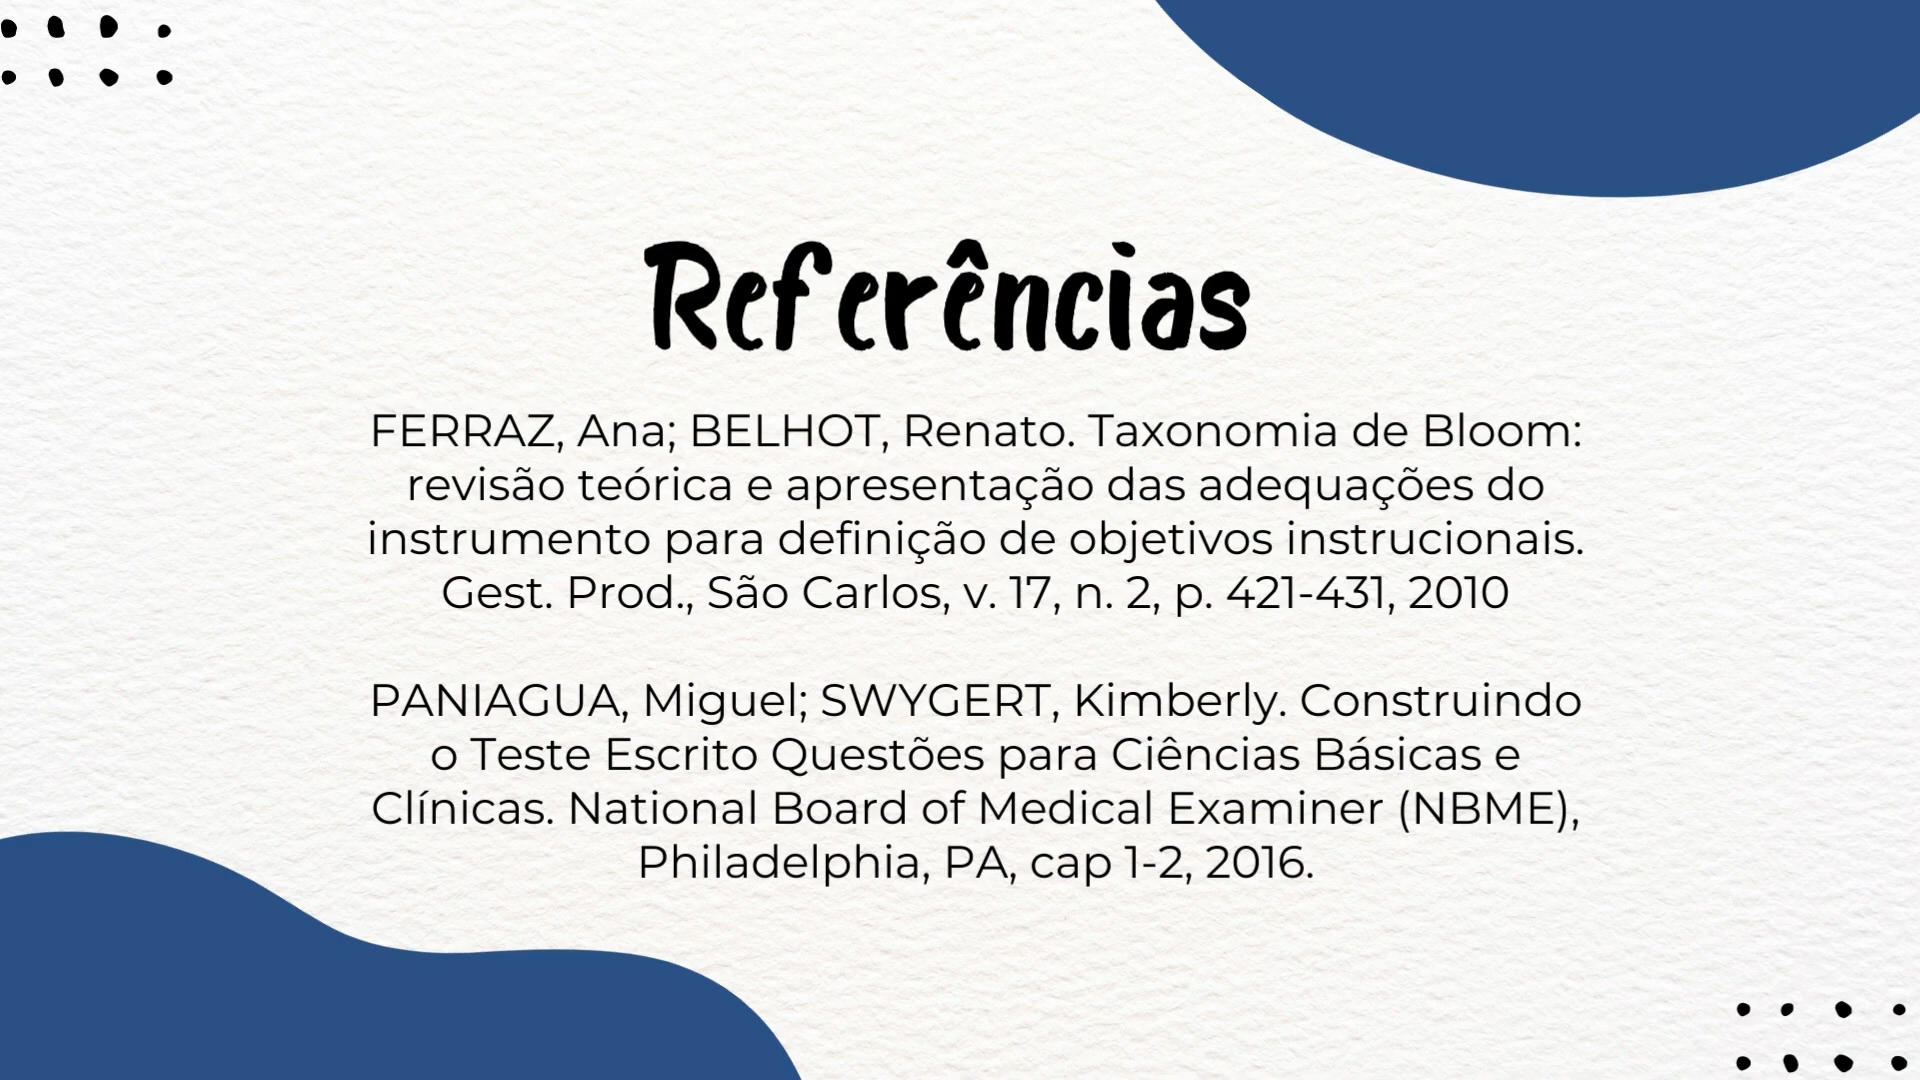 Referências
FERRAZ, Ana; BELHOT, Renato. Taxonomia de Bloom:
revisão teórica e apresentação das adequações do
instrumento para definição de objetivos instrucionais.
Gest. Prod., São Carlos, v. 17, n. 2, p. 421-431, 2010
PANIAGUA, Miguel; SWYGERT, Kimberly. Construindo
o Teste Escrito Questões para Ciências Básicas e
Clínicas. National Board of Medical Examiner (NBME),
Philadelphia, PA, cap 1-2, 2016.